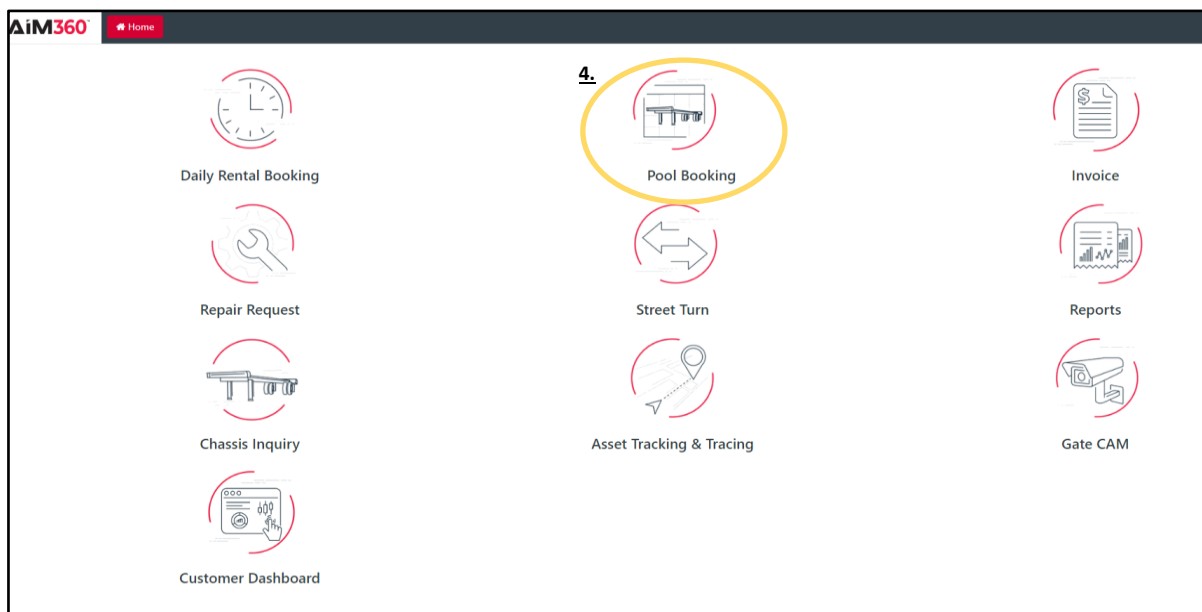 AiM360
Home
4.
Daily Rental Booking
Pool Booking
$
Invoice
Repair Request
Street Turn
Reports
Chassis Inquiry
Asset Tracking & Tracing
Gate CAM
Customer Dashboard